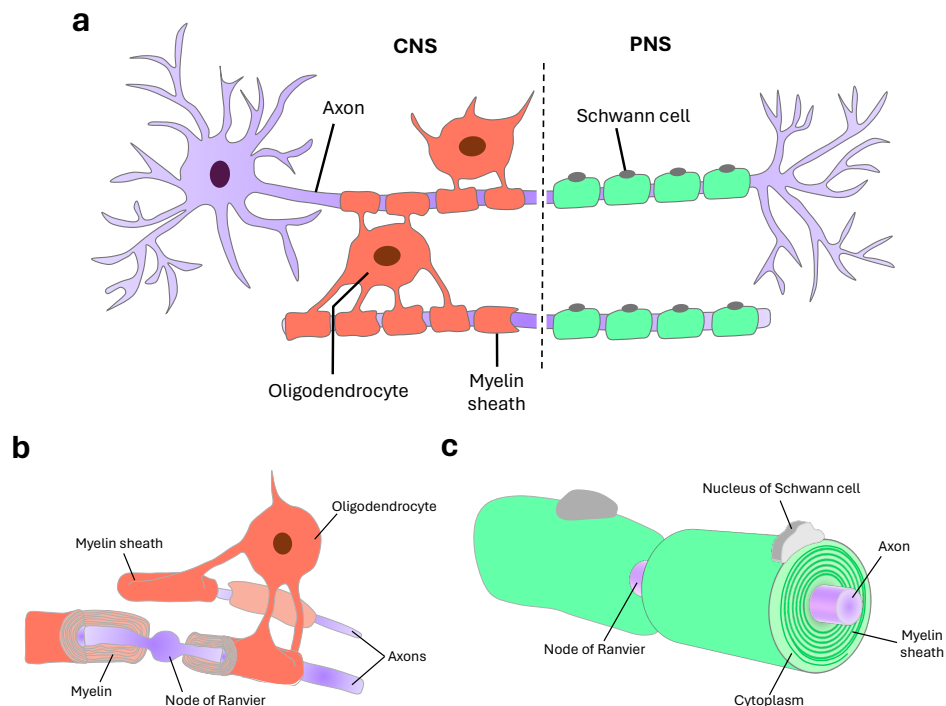 a
CNS
PNS
Axon
Schwann cell
Oligodendrocyte
Myelin
sheath
b
Oligodendrocyte
Myelin sheath
Axons
Myelin
Node of Ranvier
c
Nucleus of Schwann cell
Axon
Node of Ranvier
Myelin
sheath
Cytoplasm